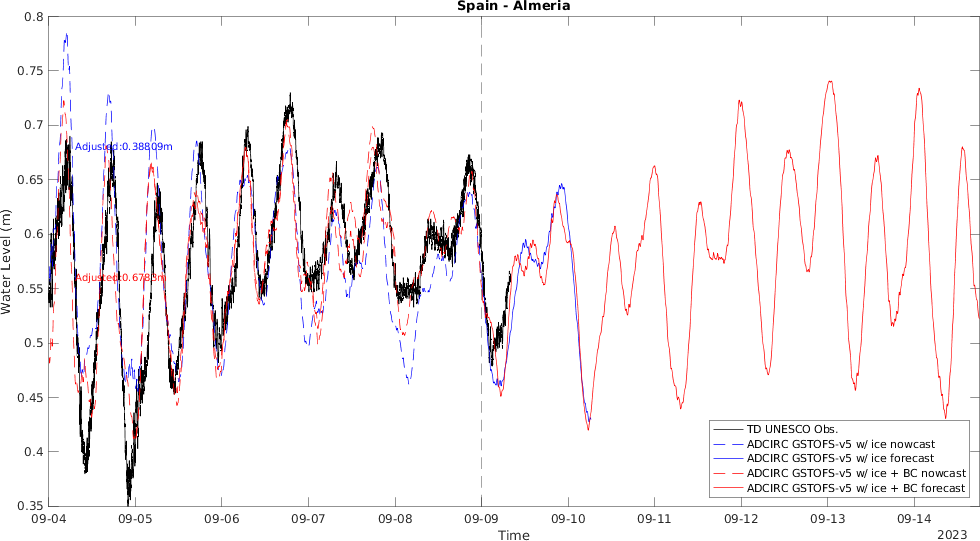 Spain - Almeria
0.8
0.75
0.7
0.65
0.6
0.55
0.5
0.45
0.4
0.35
Water Level (m)
Adjusted:0.38809m
Adjusted:0.6783m
TD UNESCO Obs.
ADCIRC GSTOFS-v5 w/ ice nowcast
ADCIRC GSTOFS-v5 w/ ice forecast
ADCIRC GSTOFS-v5 w/ ice + BC nowcast
ADCIRC GSTOFS-v5 w/ ice + BC forecast
09-04 09-05 09-06 09-07 09-08 09-09 09-10 09-11 09-12 09-13 09-14
Time
2023